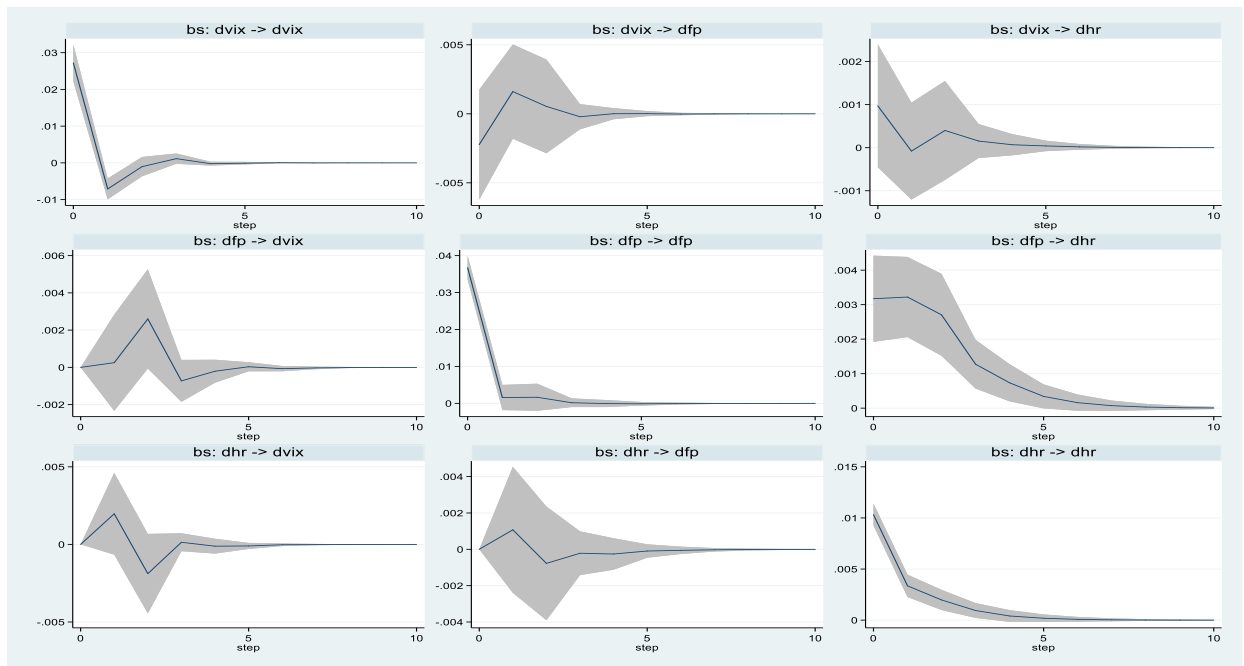 bs: dvix -> dvix
.03
.02
.01
0
-.01
0 5 10
step
bs: dvix -> dfp
.005
0
-.005
0 5 10
step
bs: dvix -> dhr
.002
.001
0
-.001
0 5 10
step
bs: dfp -> dvix
.006
.004
.002
0
-.002
0 5 10
step
bs: dfp -> dfp
.04
.03
.02
.01
0
0 5 10
step
bs: dfp -> dhr
.004
.003
.002
.001
0
0 5 10
step
bs: dhr -> dvix
.005
0
-.005
0 5 10
step
bs: dhr -> dfp
.004
.002
0
-.002
-.004
0 5 10
step
bs: dhr -> dhr
.015
.01
.005
0
0 5 10
step